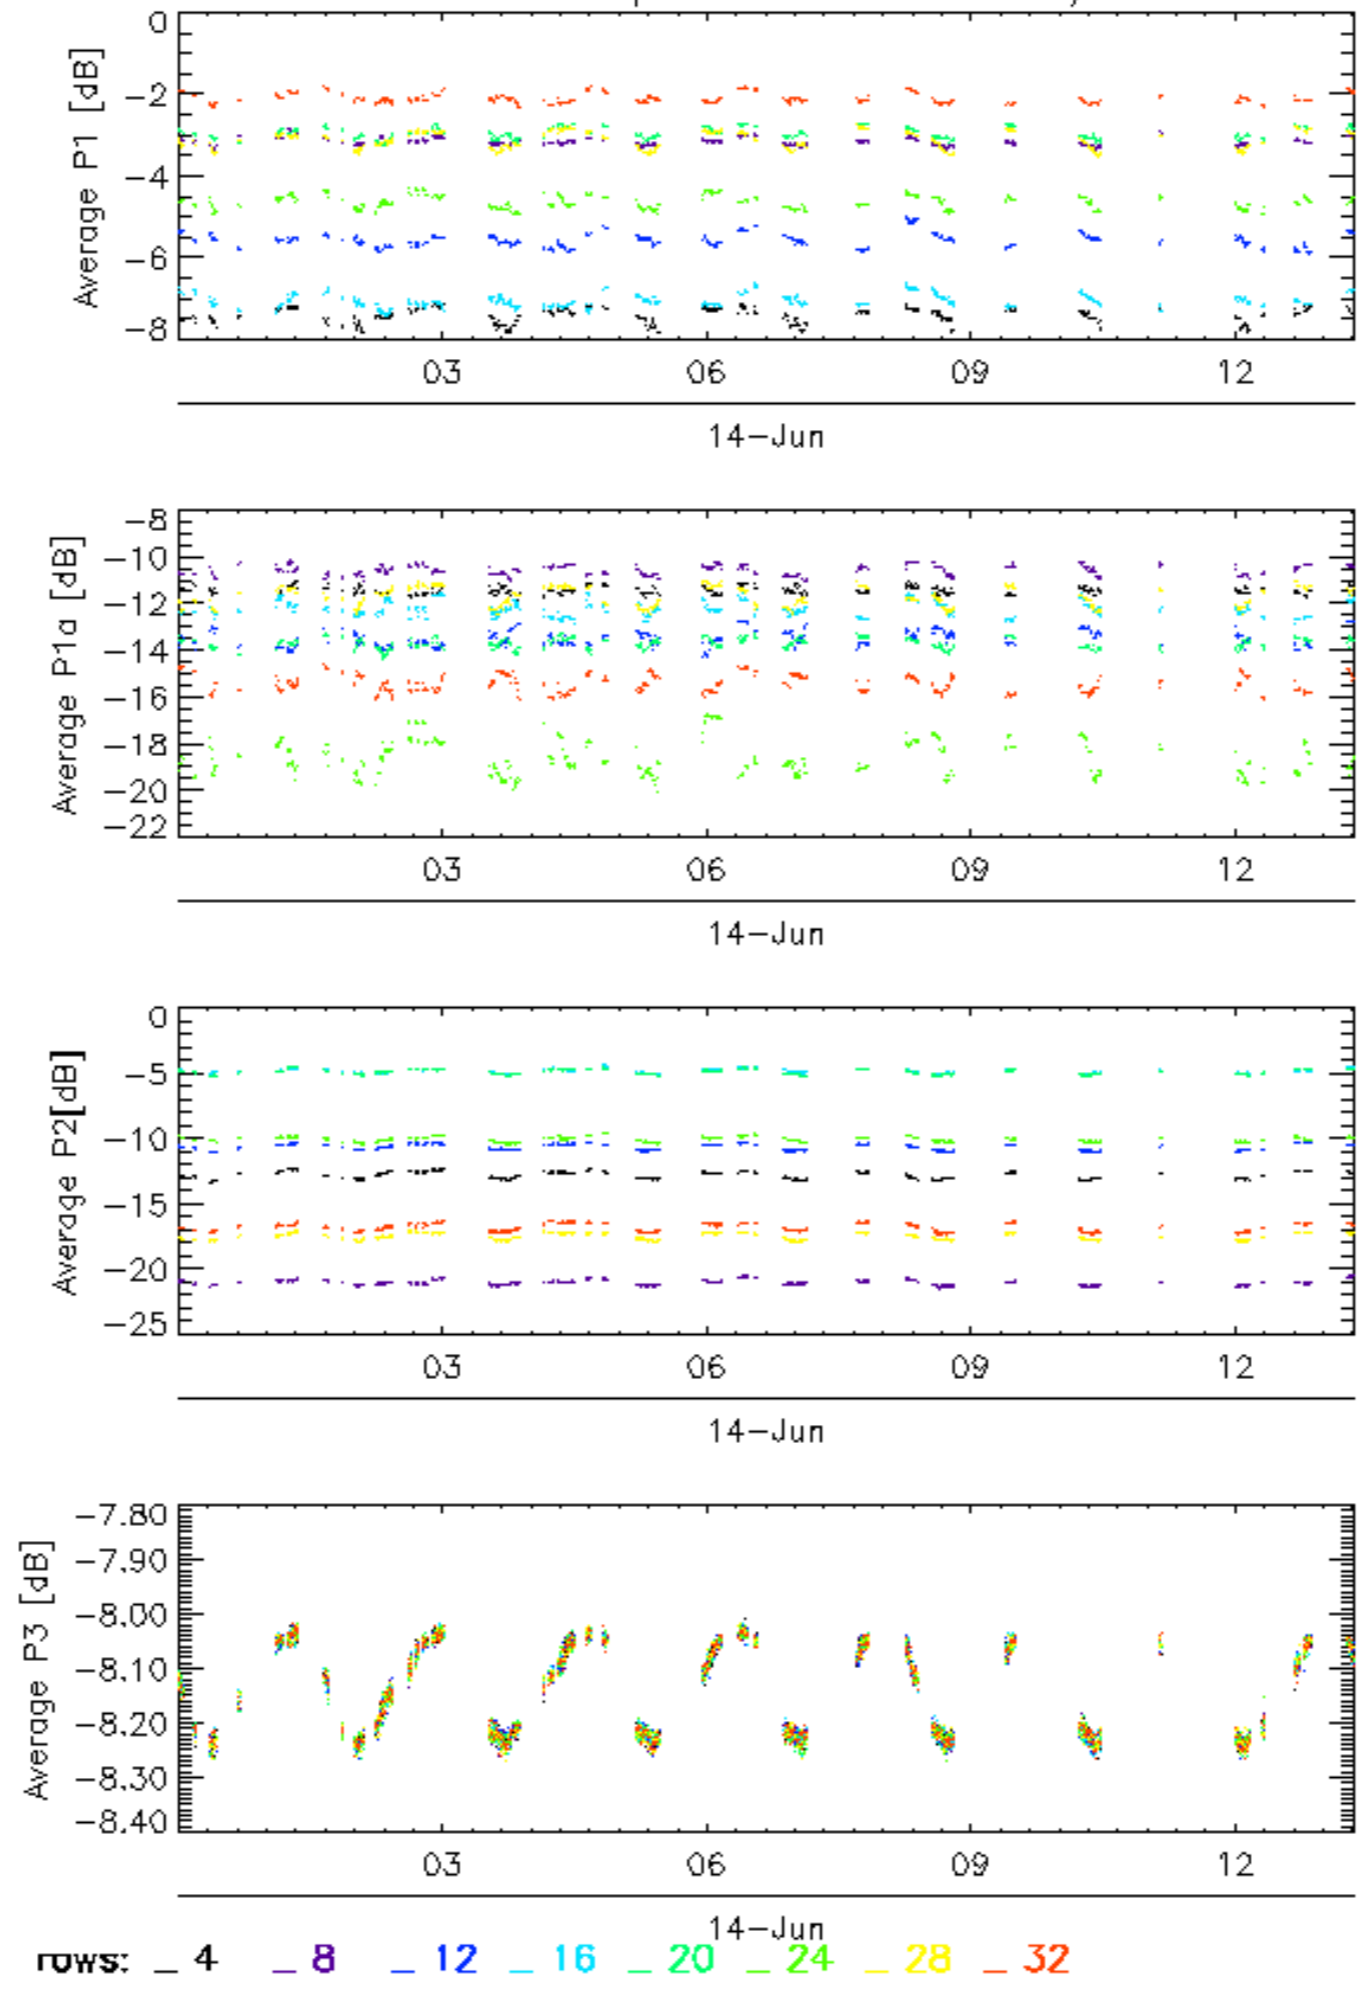 0
−2
−4
−6
−8
Average P1 [dB]
03 06 09 12
14−Jun
−8
−10
−12
−14
−16
−18
−20
−22
Average P1a [dB]
03 06 09 12
14−Jun
0
−5
−10
−15
−20
−25
Average P2[dB]
03 06 09 12
14−Jun
−7.80
−7.90
−8.00
−8.10
−8.20
−8.30
−8.40
Average P3 [dB]
03 06 09 12
14−Jun
rows: _ 4 _ 8 _ 12 _ 16 _ 20 _ 24 _ 28 _ 32